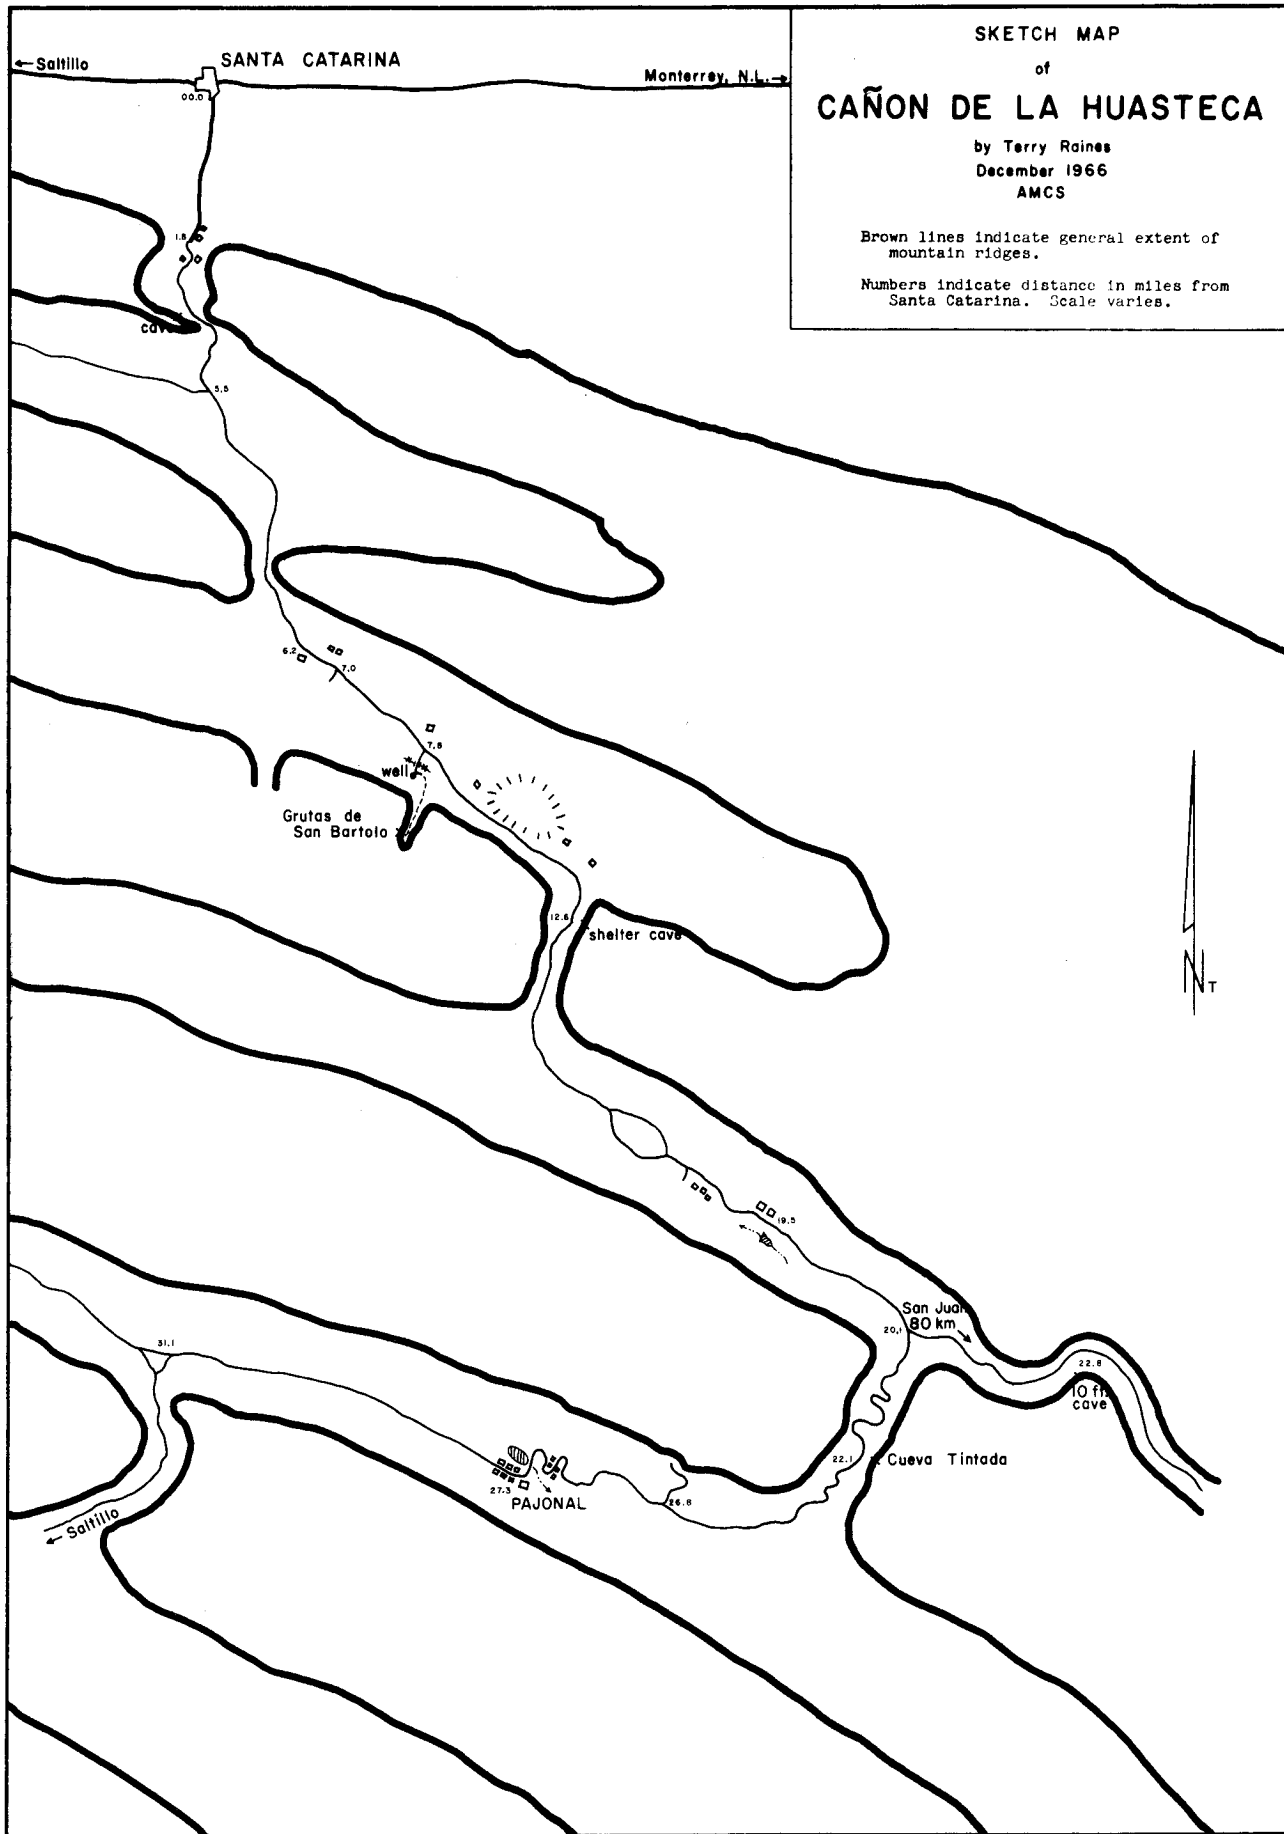 SKETCH MAP
of
CAÑON DE LA HUASTECA
by Terry Raines
December 1966
AMCS
Brown lines indicate general extent of
mountain ridges.
Numbers indicate distance in miles from
Santa Catarina. Scale varies.
←Saltillo
SANTA CATARINA
Monterrey, N.L.→
00.0
1.8
cave
5.5
6.2
7.0
7.8
well
Grutas de
San Bartolo
12.6
shelter cave
N T
19.5
San Juan
80 km
20.1
22.8
10 ft.
cave
31.1
22.1
Cueva Tintada
27.3
PAJONAL
26.8
← Saltillo